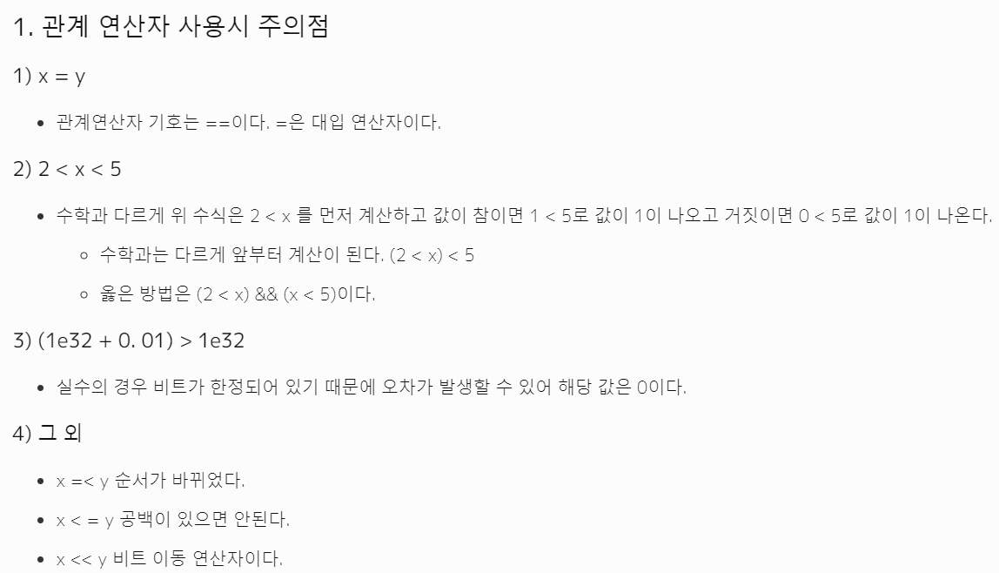 1. 관계 연산자 사용시 주의점
1) x = y
• 관계연산자 기호는 ==이다. =은 대입 연산자이다.
2) 2 < x < 5
• 수학과 다르게 위 수식은 2 < x 를 먼저 계산하고 값이 참이면 1 < 5로 값이 1이 나오고 거짓이면 0 < 5로 값이 1이 나온다.
◦ 수학과는 다르게 앞부터 계산이 된다. (2 < x) < 5
◦ 옳은 방법은 (2 < x) && (x < 5)이다.
3) (1e32 + 0. 01) > 1e32
• 실수의 경우 비트가 한정되어 있기 때문에 오차가 발생할 수 있어 해당 값은 0이다.
4) 그 외
• x =< y 순서가 바뀌었다.
• x < = y 공백이 있으면 안된다.
• x << y 비트 이동 연산자이다.